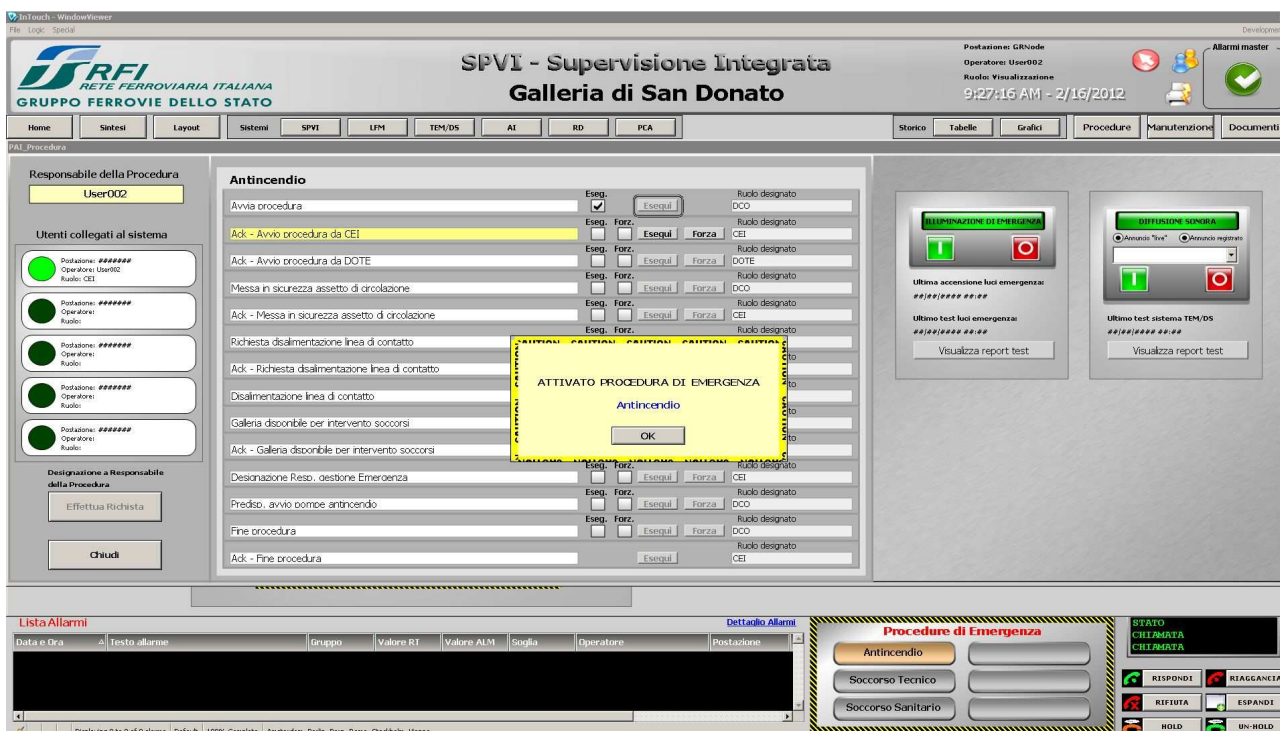 InTouch - WindowViewer
File Logic Special
Developmen
RFI
RETE FERROVIARIA ITALIANA
GRUPPO FERROVIE DELLO STATO
SPVI - Supervisione Integrata
Galleria di San Donato
Postazione: GRNode
Operatore: User002
Ruolo: Visualizzazione
9:27:16 AM - 2/16/2012
Allarmi master
Home Sintesi Layout Sistemi SPVI LFM TEM/DS AI RD PCA Storico Tabelle Grafici Procedure Manutenzione Documenti
PAI_Procedura
Responsabile della Procedura
User002
Utenti collegati al sistema
Postazione: #######
Operatore: User002
Ruolo: CEI
Postazione: #######
Operatore:
Ruolo:
Postazione: #######
Operatore:
Ruolo:
Postazione: #######
Operatore:
Ruolo:
Postazione: #######
Operatore:
Ruolo:
Designazione a Responsabile
della Procedura
Effettua Richista
Chiudi
Antincendio
Eseg. Ruolo designato
Avvia procedura Esegui DCO
Eseg. Forz. Ruolo designato
Ack - Avvio procedura da CEI Esegui Forza CEI
Eseg. Forz. Ruolo designato
Ack - Avvio procedura da DOTE Esegui Forza DOTE
Eseg. Forz. Ruolo designato
Messa in sicurezza assetto di circolazione Esegui Forza DCO
Eseg. Forz. Ruolo designato
Ack - Messa in sicurezza assetto di circolazione Esegui Forza CEI
Eseg. Forz. Ruolo designato
Richiesta disalimentazione linea di contatto
Ack - Richiesta disalimentazione linea di contatto
Disalimentazione linea di contatto
Galleria disponibile per intervento soccorsi
Ack - Galleria disponibile per intervento soccorsi
Eseg. Forz. Ruolo designato
Designazione Resp. gestione Emergenza Esegui Forza CEI
Eseg. Forz. Ruolo designato
Predisp. avvio pompe antincendio Esegui Forza DCO
Eseg. Forz. Ruolo designato
Fine procedura Esegui Forza DCO
Ruolo designato
Ack - Fine procedura Esegui CEI
CAUTION CAUTION CAUTION CAUTION CAUTION
ATTIVATO PROCEDURA DI EMERGENZA
Antincendio
OK
ILLUMINAZIONE DI EMERGENZA
I O
Ultima accensione luci emergenza:
##/##/#### ##:##
Ultimo test luci emergenza:
##/##/#### ##:##
Visualizza report test
DIFFUSIONE SONORA
Annuncio "live" Annuncio registrato
I O
Ultimo test sistema TEM/DS
##/##/#### ##:##
Visualizza report test
Lista Allarmi
Dettaglio Allarmi
Data e Ora Testo allarme Gruppo Valore RT Valore ALM Soglia Operatore Postazione
Procedure di Emergenza
Antincendio
Soccorso Tecnico
Soccorso Sanitario
STATO
CHIAMATA
CHIAMATA
RISPONDI RIAGGANCIA
RIFIUTA ESPANDI
HOLD UN-HOLD